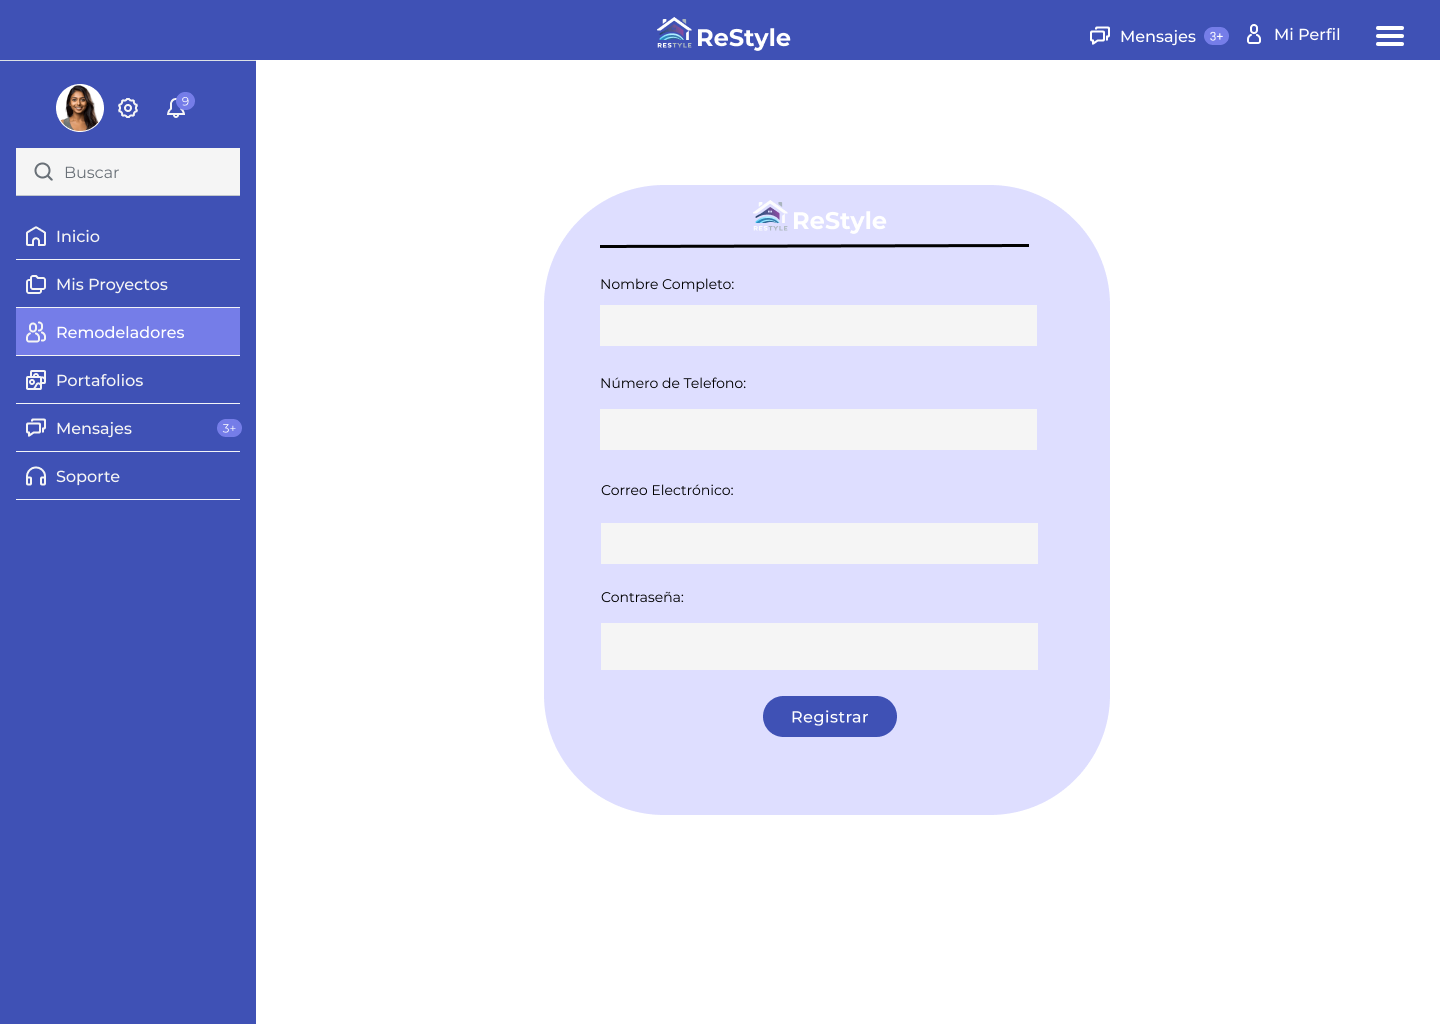 RESTYLE ReStyle
Mensajes 3+
Mi Perfil
9
Buscar
Inicio
Mis Proyectos
Remodeladores
Portafolios
Mensajes 3+
Soporte
RESTYLE ReStyle
Nombre Completo:
Número de Telefono:
Correo Electrónico:
Contraseña:
Registrar